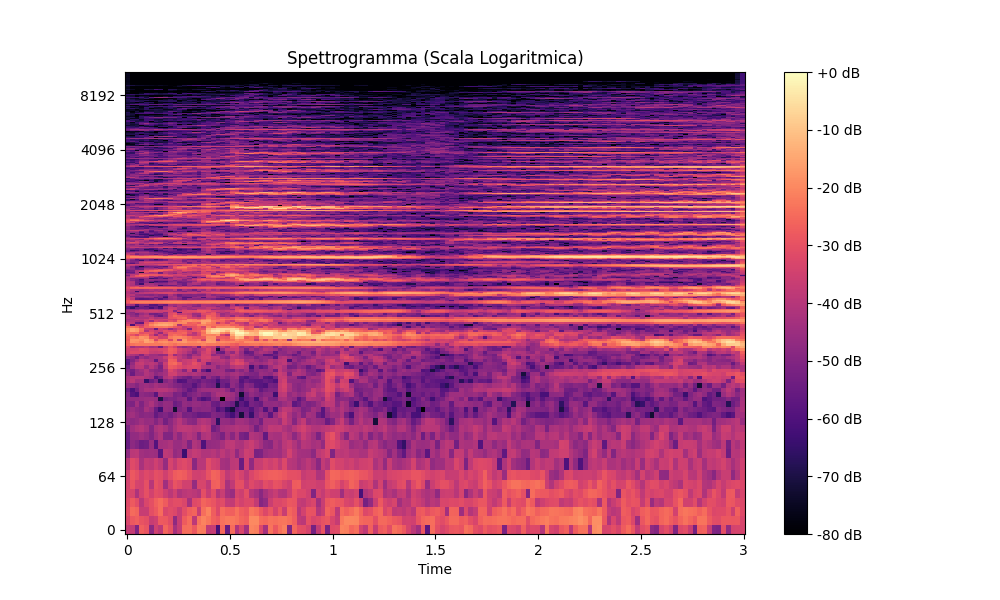 Spettrogramma (Scala Logaritmica)
Hz
8192
4096
2048
1024
512
256
128
64
0
0 0.5 1 1.5 2 2.5 3
Time
+0 dB
-10 dB
-20 dB
-30 dB
-40 dB
-50 dB
-60 dB
-70 dB
-80 dB